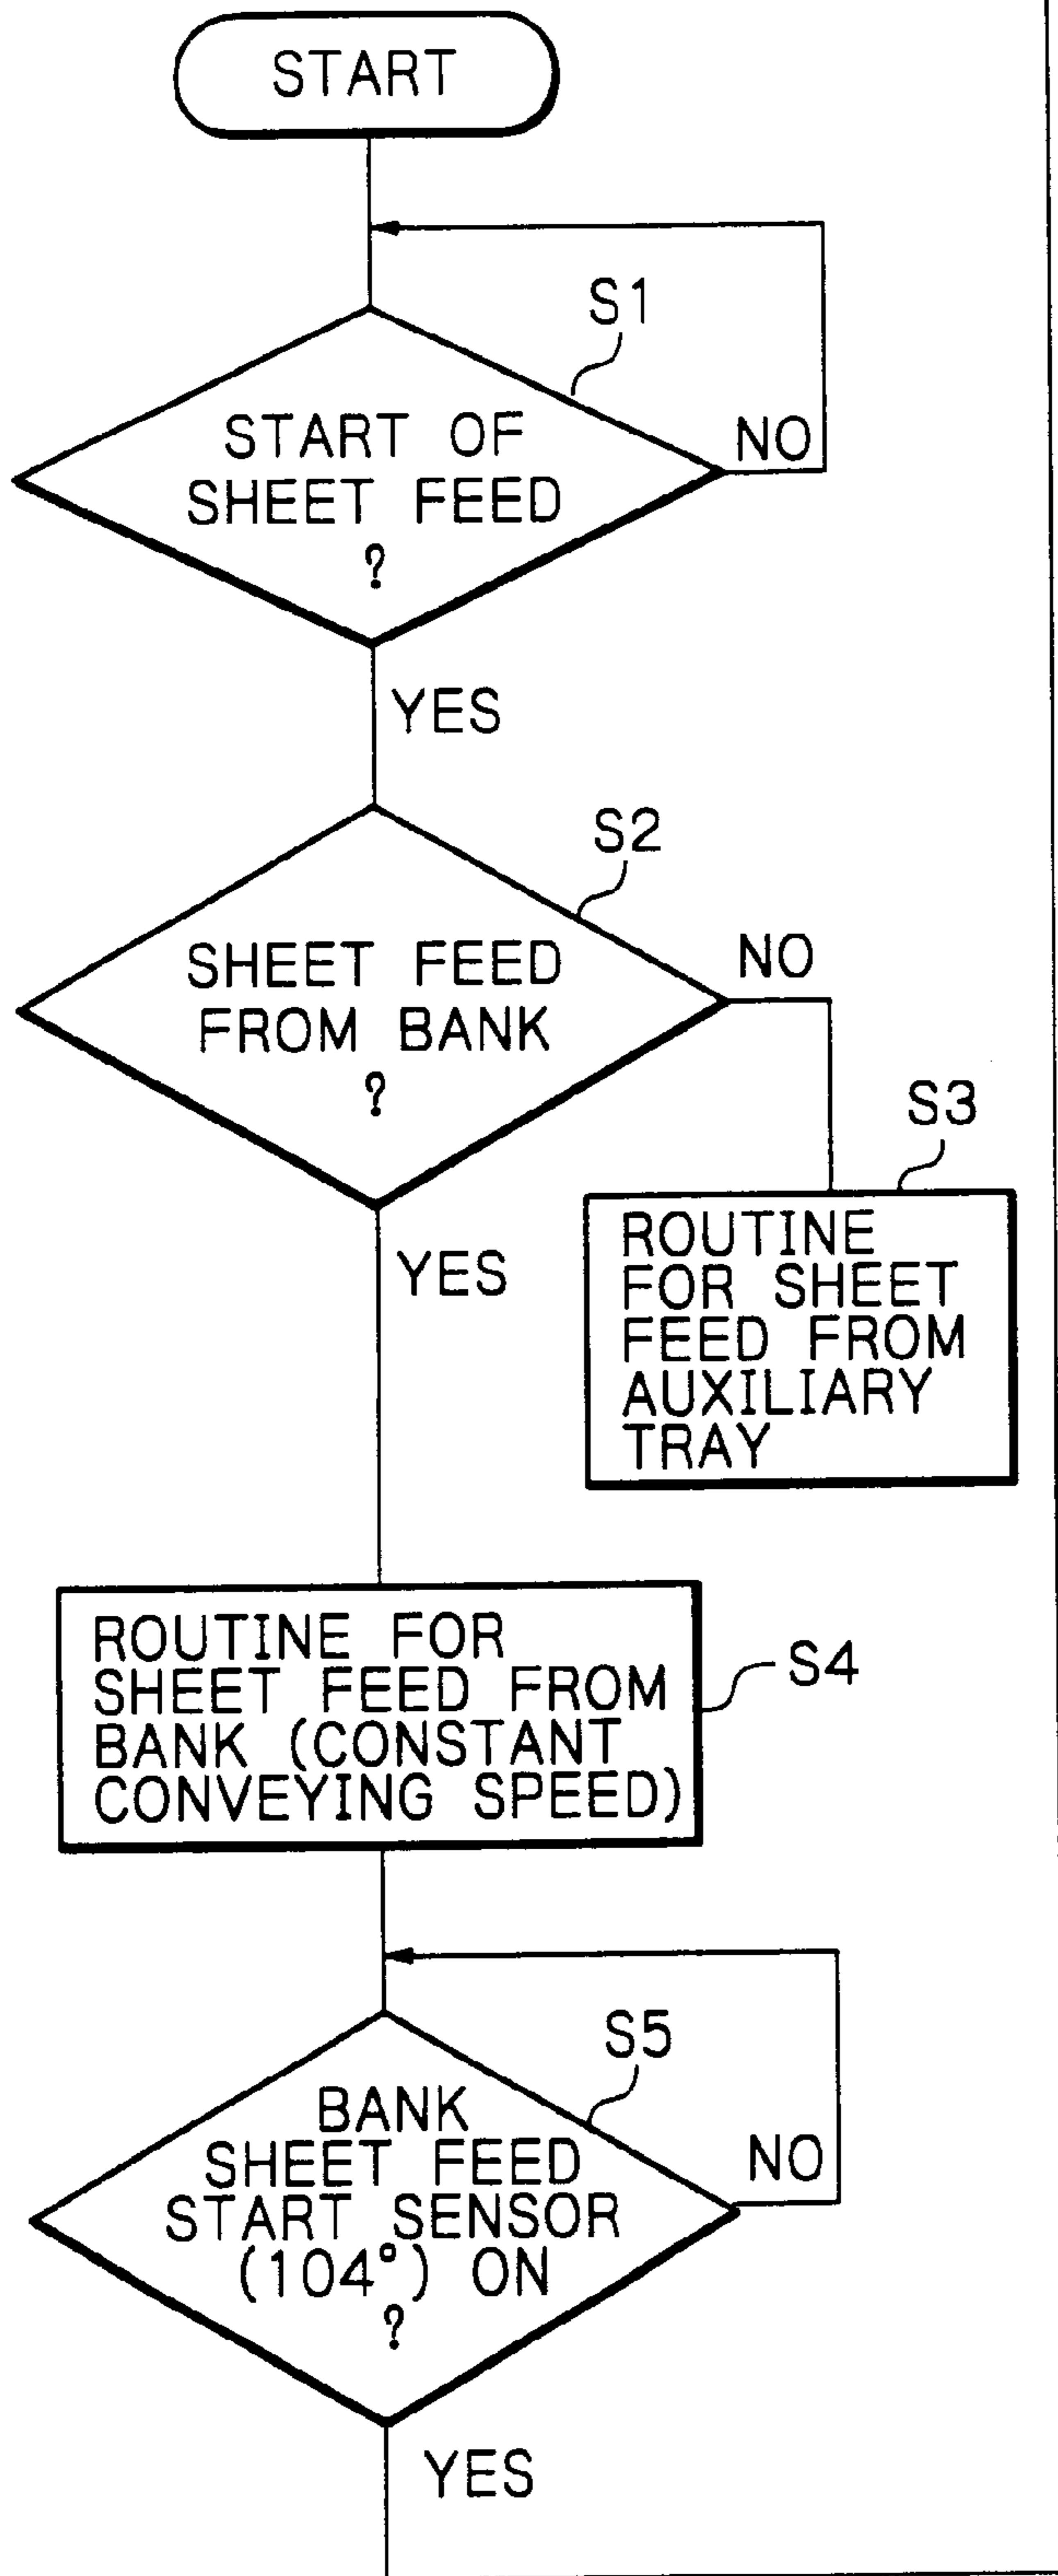 START
S1
START OF
SHEET FEED
?
NO
YES
S2
SHEET FEED
FROM BANK
?
NO
YES
S3
ROUTINE
FOR SHEET
FEED FROM
AUXILIARY
TRAY
ROUTINE FOR
SHEET FEED FROM
BANK (CONSTANT
CONVEYING SPEED)
S4
S5
BANK
SHEET FEED
START SENSOR
(104°) ON
?
NO
YES